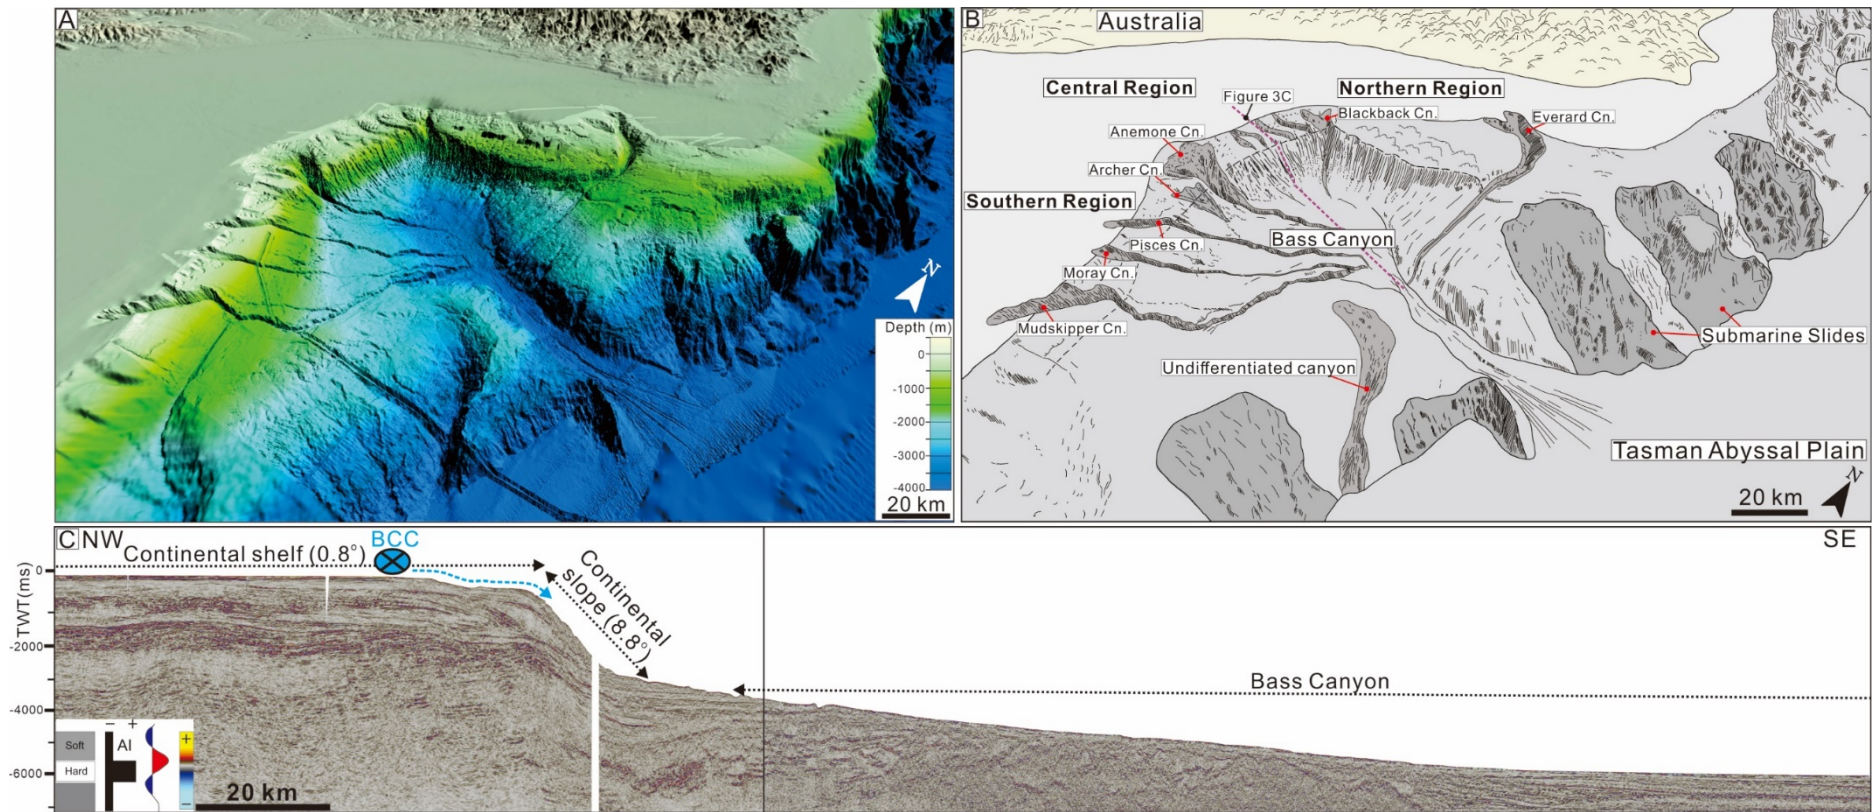 A
N
Depth (m)
0
-1000
-2000
-3000
-4000
20 km
B
Australia
Central Region
Northern Region
Figure 3C
Blackback Cn.
Everard Cn.
Anemone Cn.
Archer Cn.
Southern Region
Pisces Cn.
Bass Canyon
Moray Cn.
Mudskipper Cn.
Submarine Slides
Undifferentiated canyon
Tasman Abyssal Plain
N
20 km
C NW
BCC
SE
Continental shelf (0.8°)
Continental
slope (8.8°)
Bass Canyon
TWT(ms)
0
-2000
-4000
-6000
− +
Soft
AI
Hard
+
−
20 km